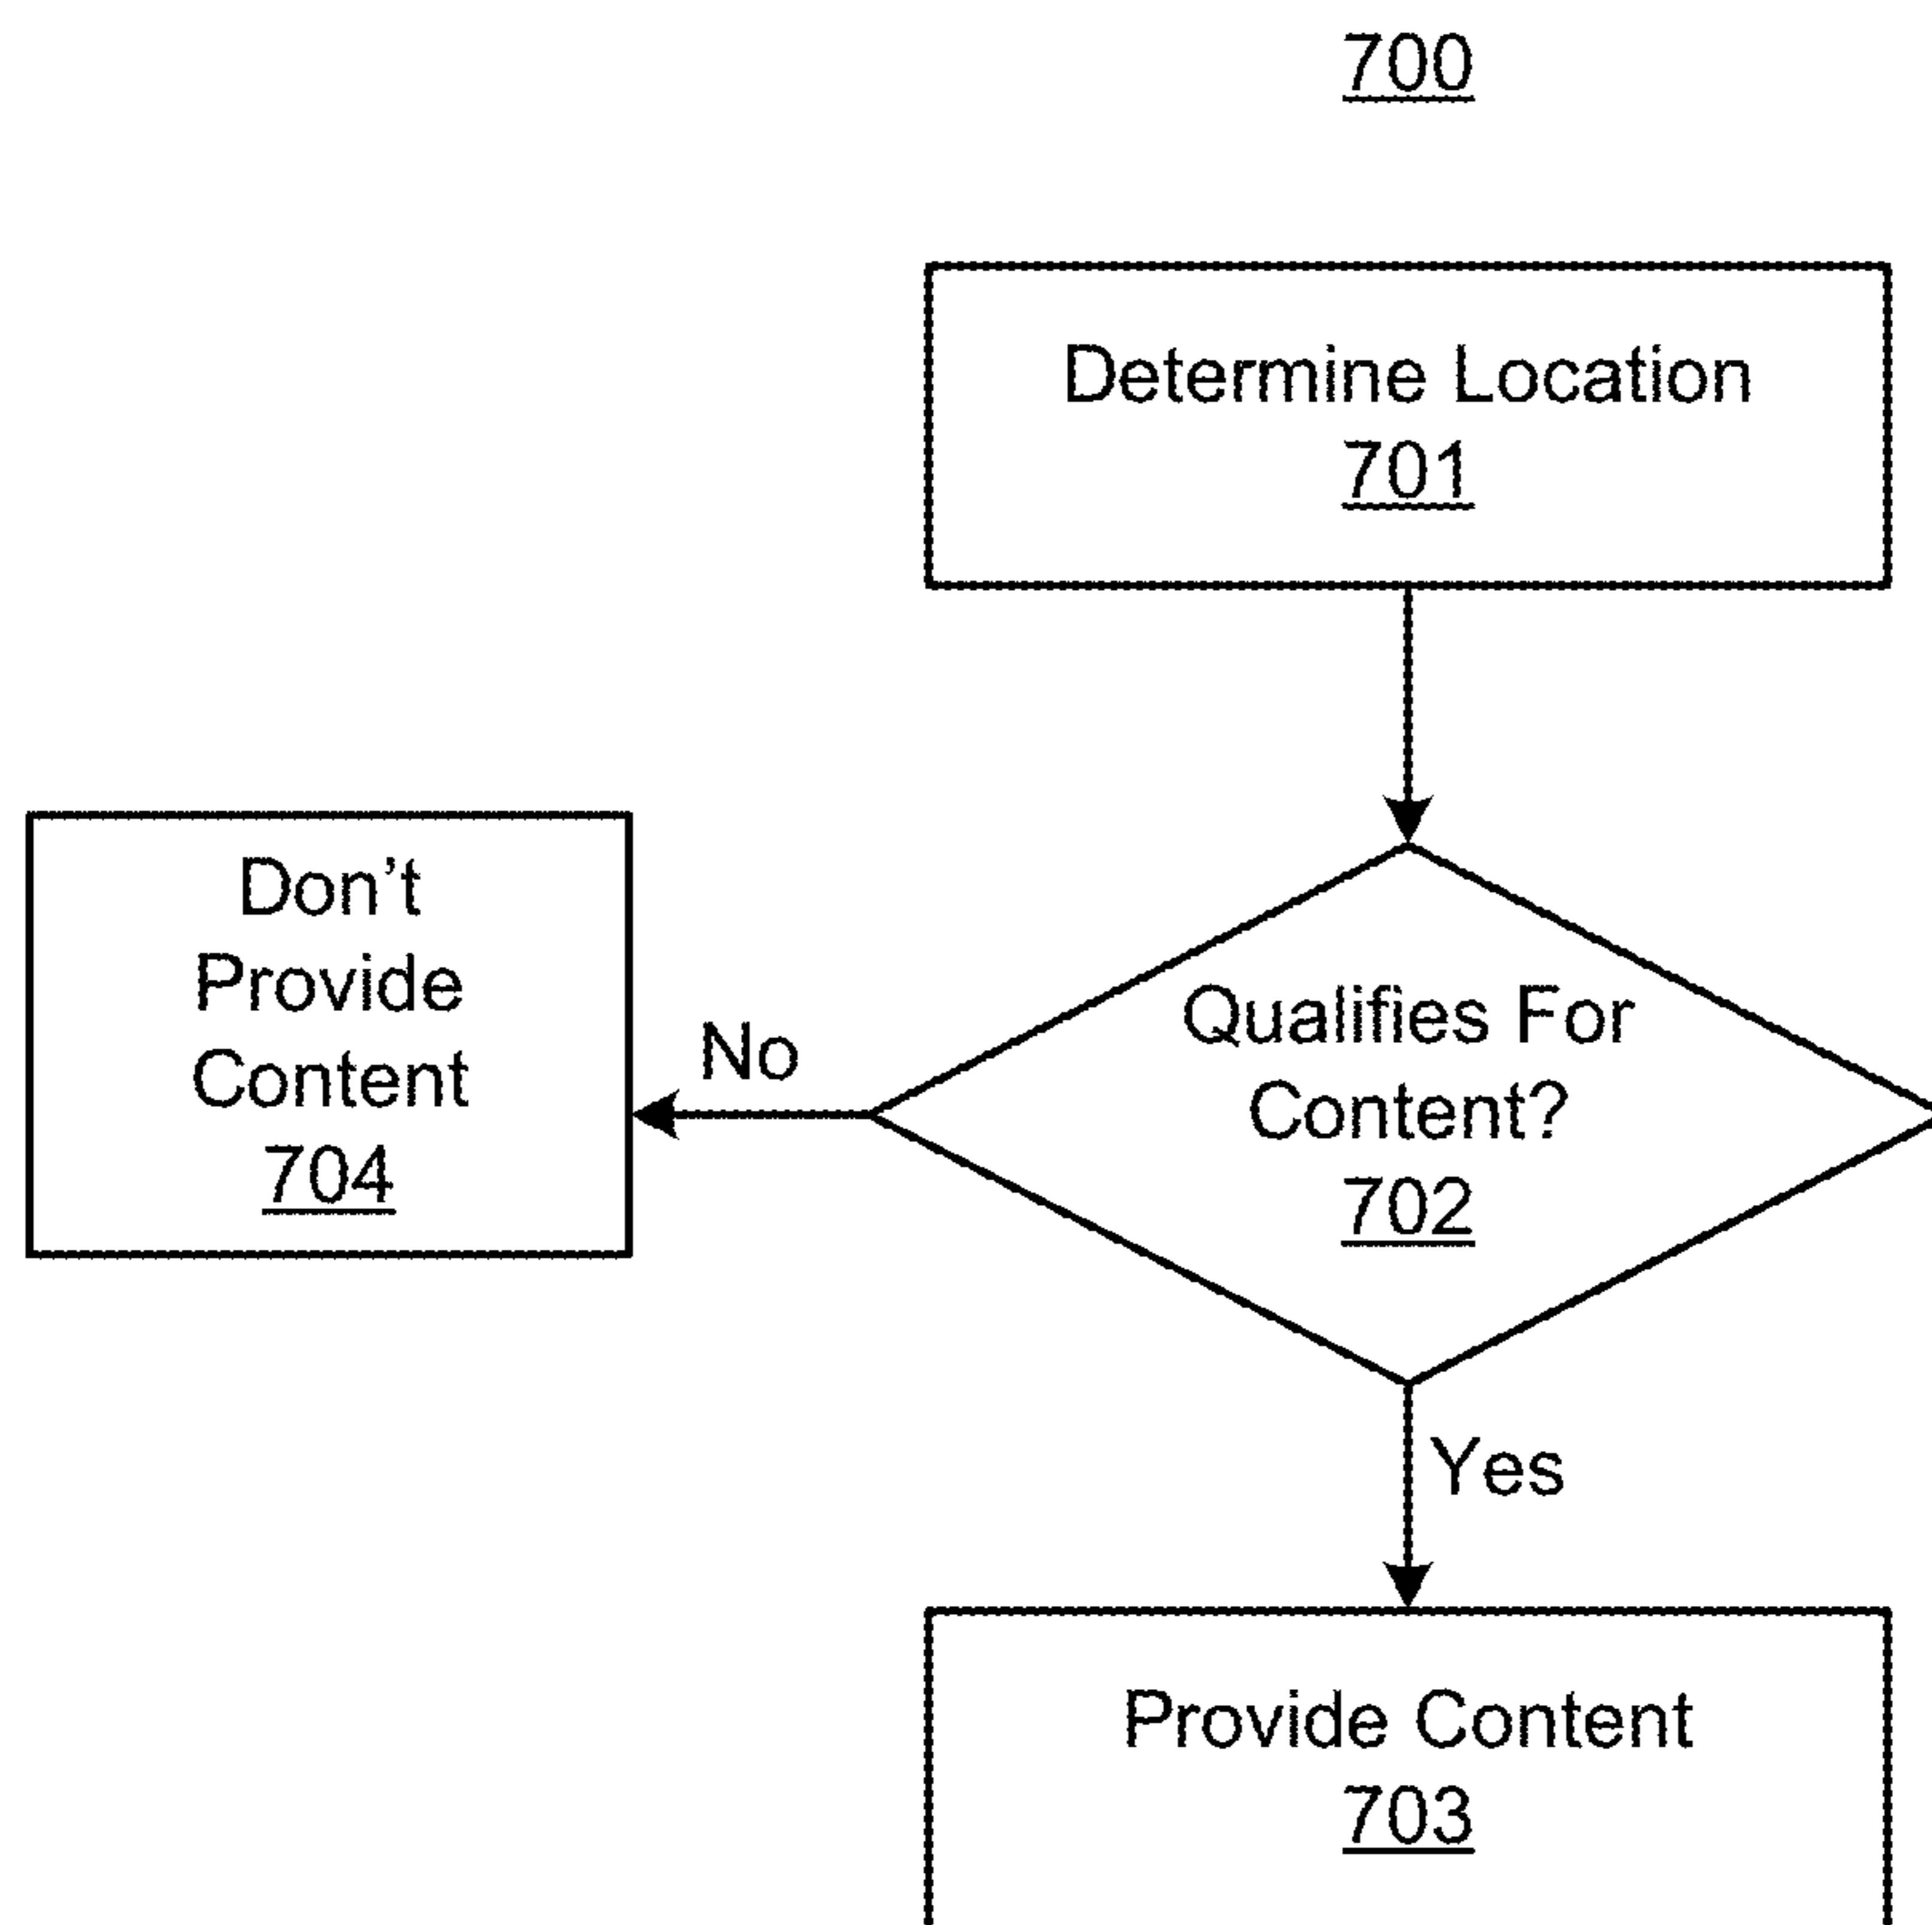 700
Determine Location
701
Don't
Provide
Content
704
No
Qualifies For
Content?
702
Yes
Provide Content
703